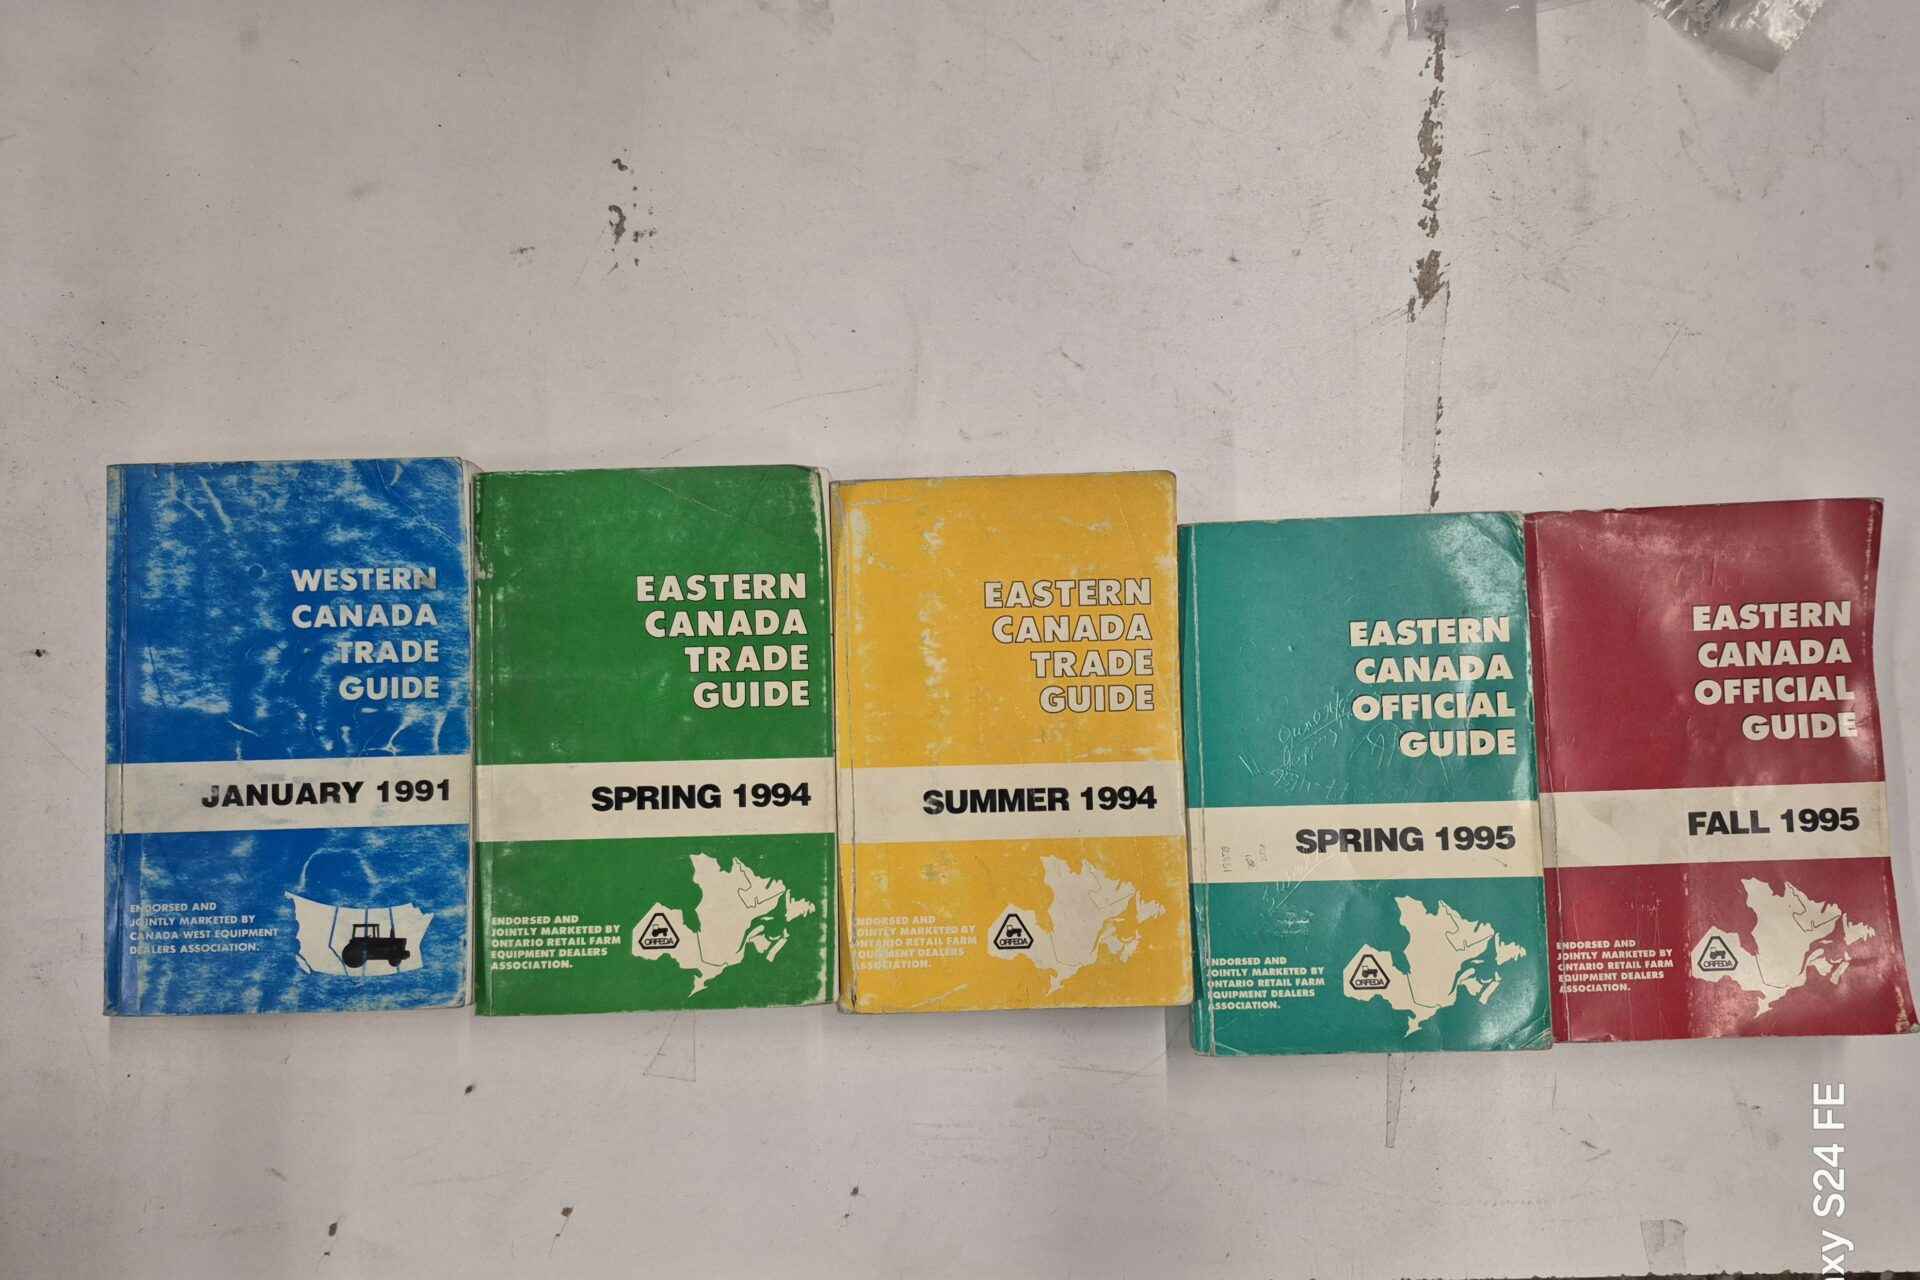 WESTERN
CANADA
TRADE
GUIDE
JANUARY 1991
ENDORSED AND
JOINTLY MARKETED BY
CANADA WEST EQUIPMENT
DEALERS ASSOCIATION.
EASTERN
CANADA
TRADE
GUIDE
SPRING 1994
ENDORSED AND
JOINTLY MARKETED BY
ONTARIO RETAIL FARM
EQUIPMENT DEALERS
ASSOCIATION.
ORFEDA
EASTERN
CANADA
TRADE
GUIDE
SUMMER 1994
ENDORSED AND
JOINTLY MARKETED BY
ONTARIO RETAIL FARM
EQUIPMENT DEALERS
ASSOCIATION.
ORFEDA
EASTERN
CANADA
OFFICIAL
GUIDE
SPRING 1995
ENDORSED AND
JOINTLY MARKETED BY
ONTARIO RETAIL FARM
EQUIPMENT DEALERS
ASSOCIATION.
ORFEDA
EASTERN
CANADA
OFFICIAL
GUIDE
FALL 1995
ENDORSED AND
JOINTLY MARKETED BY
ONTARIO RETAIL FARM
EQUIPMENT DEALERS
ASSOCIATION.
ORFEDA
xy S24 FE